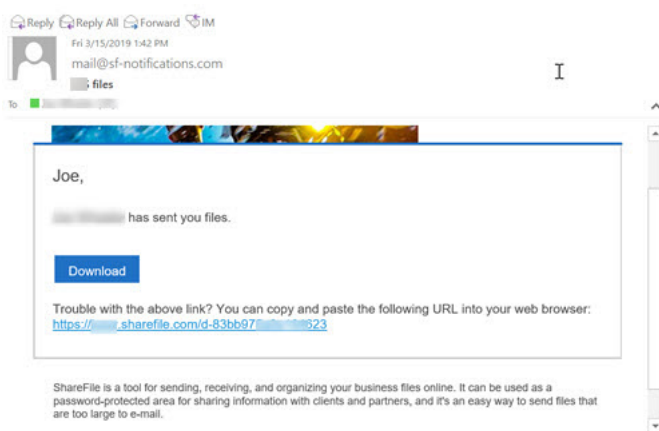 Reply Reply All Forward IM
Fri 3/15/2019 1:42 PM
mail@sf-notifications.com
files
To
Joe,
has sent you files.
Download
Trouble with the above link? You can copy and paste the following URL into your web browser:
https:// .sharefile.com/d-83bb97 623
ShareFile is a tool for sending, receiving, and organizing your business files online. It can be used as a
password-protected area for sharing information with clients and partners, and it's an easy way to send files that
are too large to e-mail.